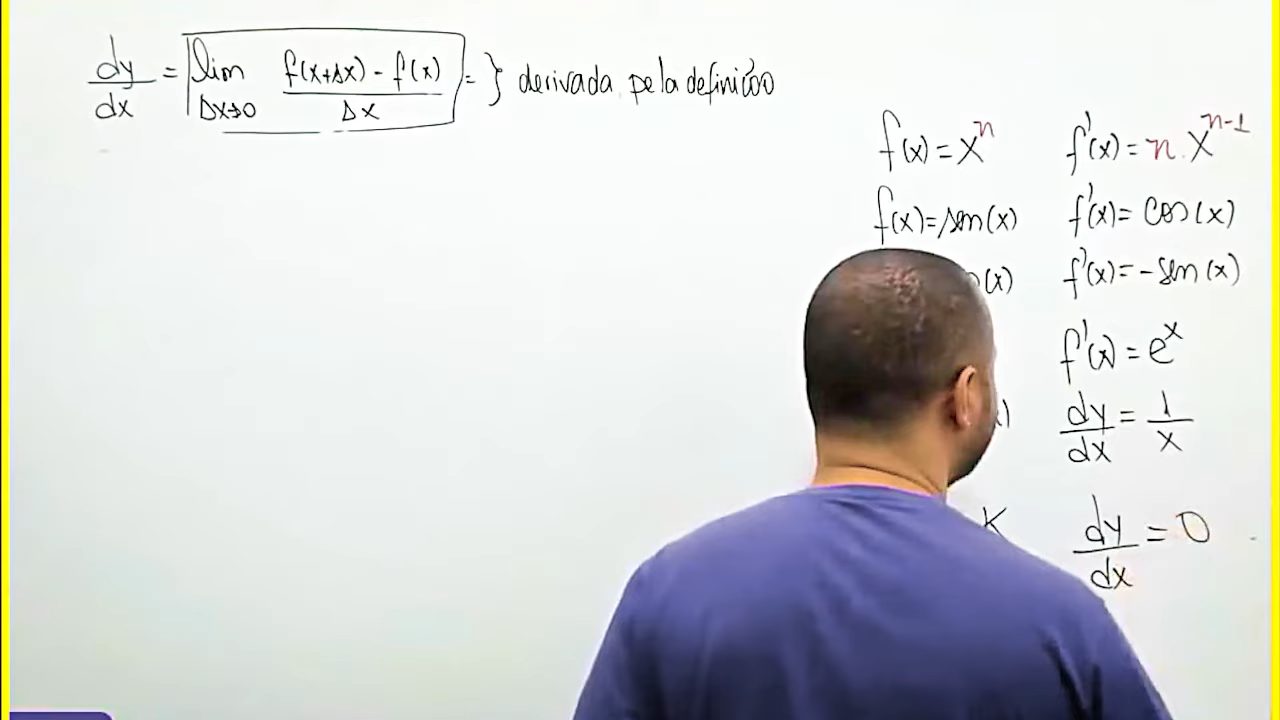 dy/dx = lim Δx→0 f(x+Δx) - f(x) / Δx = } derivada pela definição
f(x) = x^n f'(x) = n . x^n-1
f(x) = sen(x) f'(x) = cos(x)
(x) f'(x) = -sen(x)
f'(x) = e^x
) dy/dx = 1/x
K dy/dx = 0